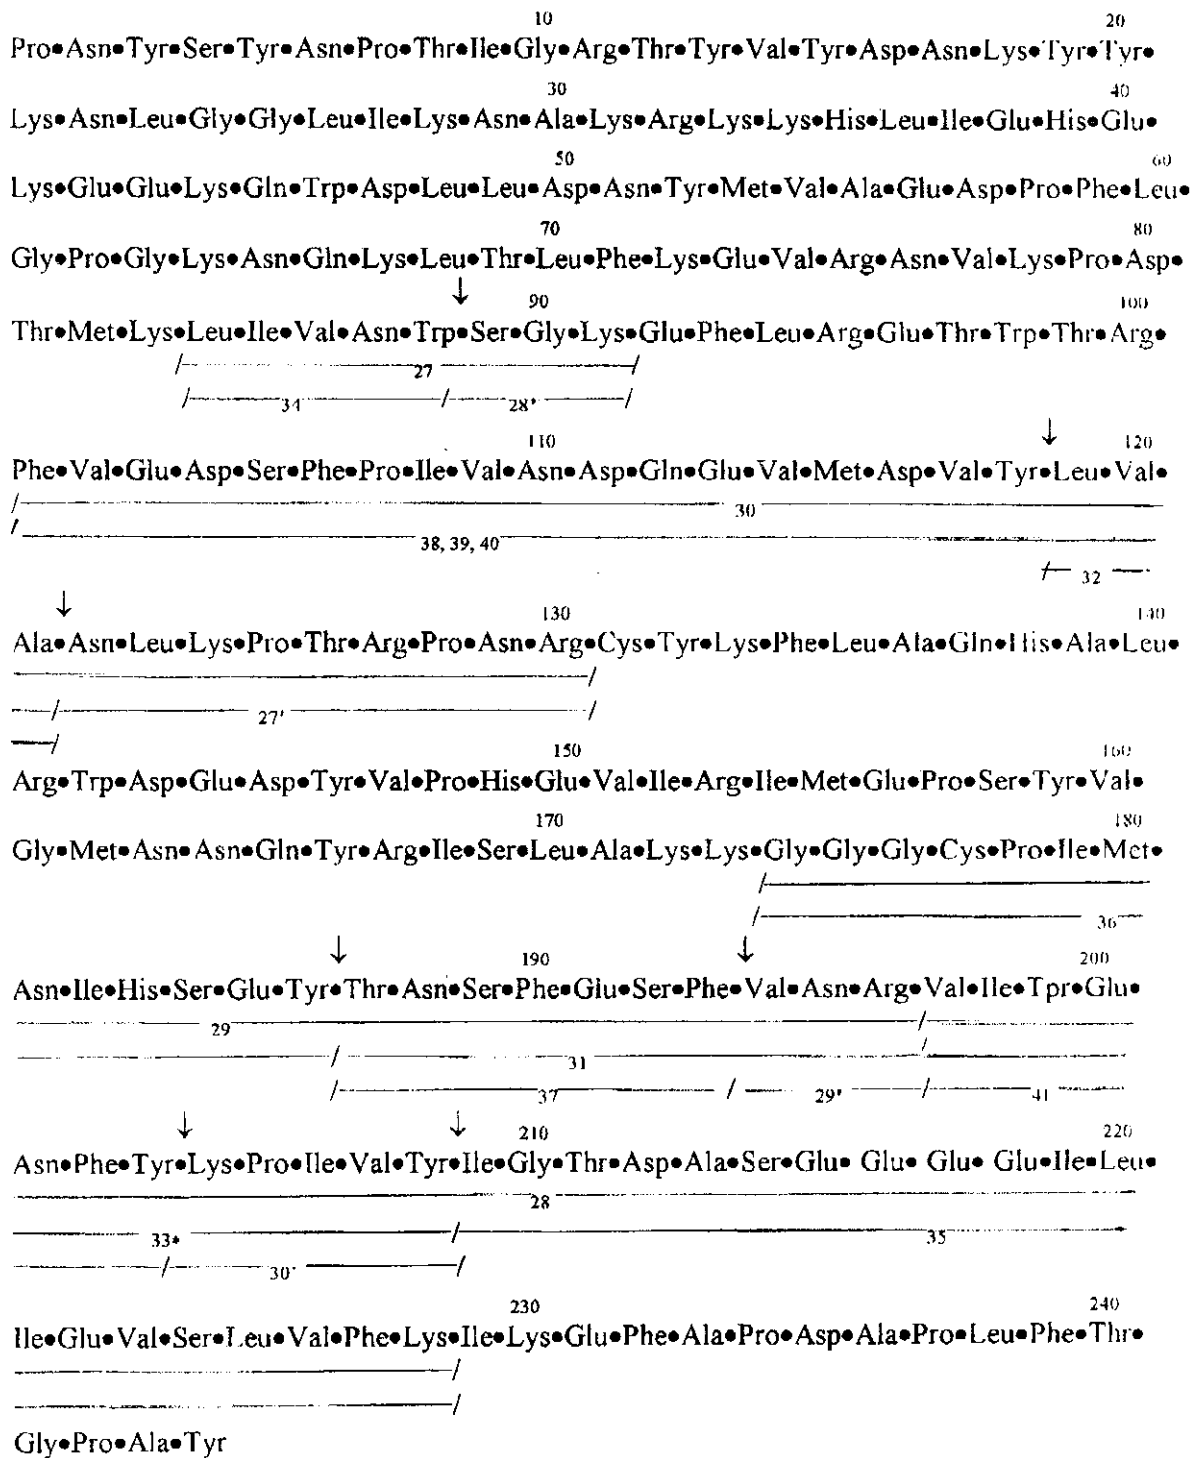 10 20
Pro•Asn•Tyr•Ser•Tyr•Asn•Pro•Thr•Ile•Gly•Arg•Thr•Tyr•Val•Tyr•Asp•Asn•Lys•Tyr•Tyr•
30 40
Lys•Asn•Leu•Gly•Gly•Leu•Ile•Lys•Asn•Ala•Lys•Arg•Lys•Lys•His•Leu•Ile•Glu•His•Glu•
50 60
Lys•Glu•Glu•Lys•Gln•Trp•Asp•Leu•Leu•Asp•Asn•Tyr•Met•Val•Ala•Glu•Asp•Pro•Phe•Leu•
70 80
Gly•Pro•Gly•Lys•Asn•Gln•Lys•Leu•Thr•Leu•Phe•Lys•Glu•Val•Arg•Asn•Val•Lys•Pro•Asp•
↓ 90 100
Thr•Met•Lys•Leu•Ile•Val•Asn•Trp•Ser•Gly•Lys•Glu•Phe•Leu•Arg•Glu•Thr•Trp•Thr•Arg•
27
34 28'
110 ↓ 120
Phe•Val•Glu•Asp•Ser•Phe•Pro•Ile•Val•Asn•Asp•Gln•Glu•Val•Met•Asp•Val•Tyr•Leu•Val•
30
38, 39, 40
32
↓ 130 140
Ala•Asn•Leu•Lys•Pro•Thr•Arg•Pro•Asn•Arg•Cys•Tyr•Lys•Phe•Leu•Ala•Gln•His•Ala•Leu•
27'
150 160
Arg•Trp•Asp•Glu•Asp•Tyr•Val•Pro•His•Glu•Val•Ile•Arg•Ile•Met•Glu•Pro•Ser•Tyr•Val•
170 180
Gly•Met•Asn•Asn•Gln•Tyr•Arg•Ile•Ser•Leu•Ala•Lys•Lys•Gly•Gly•Gly•Cys•Pro•Ile•Met•
36
↓ 190 ↓ 200
Asn•Ile•His•Ser•Glu•Tyr•Thr•Asn•Ser•Phe•Glu•Ser•Phe•Val•Asn•Arg•Val•Ile•Tpr•Glu•
29
31
37 29' 41
↓ ↓ 210 220
Asn•Phe•Tyr•Lys•Pro•Ile•Val•Tyr•Ile•Gly•Thr•Asp•Ala•Ser•Glu• Glu• Glu• Glu•Ile•Leu•
28
33* 35
30'
230 240
Ile•Glu•Val•Ser•Leu•Val•Phe•Lys•Ile•Lys•Glu•Phe•Ala•Pro•Asp•Ala•Pro•Leu•Phe•Thr•
Gly•Pro•Ala•Tyr